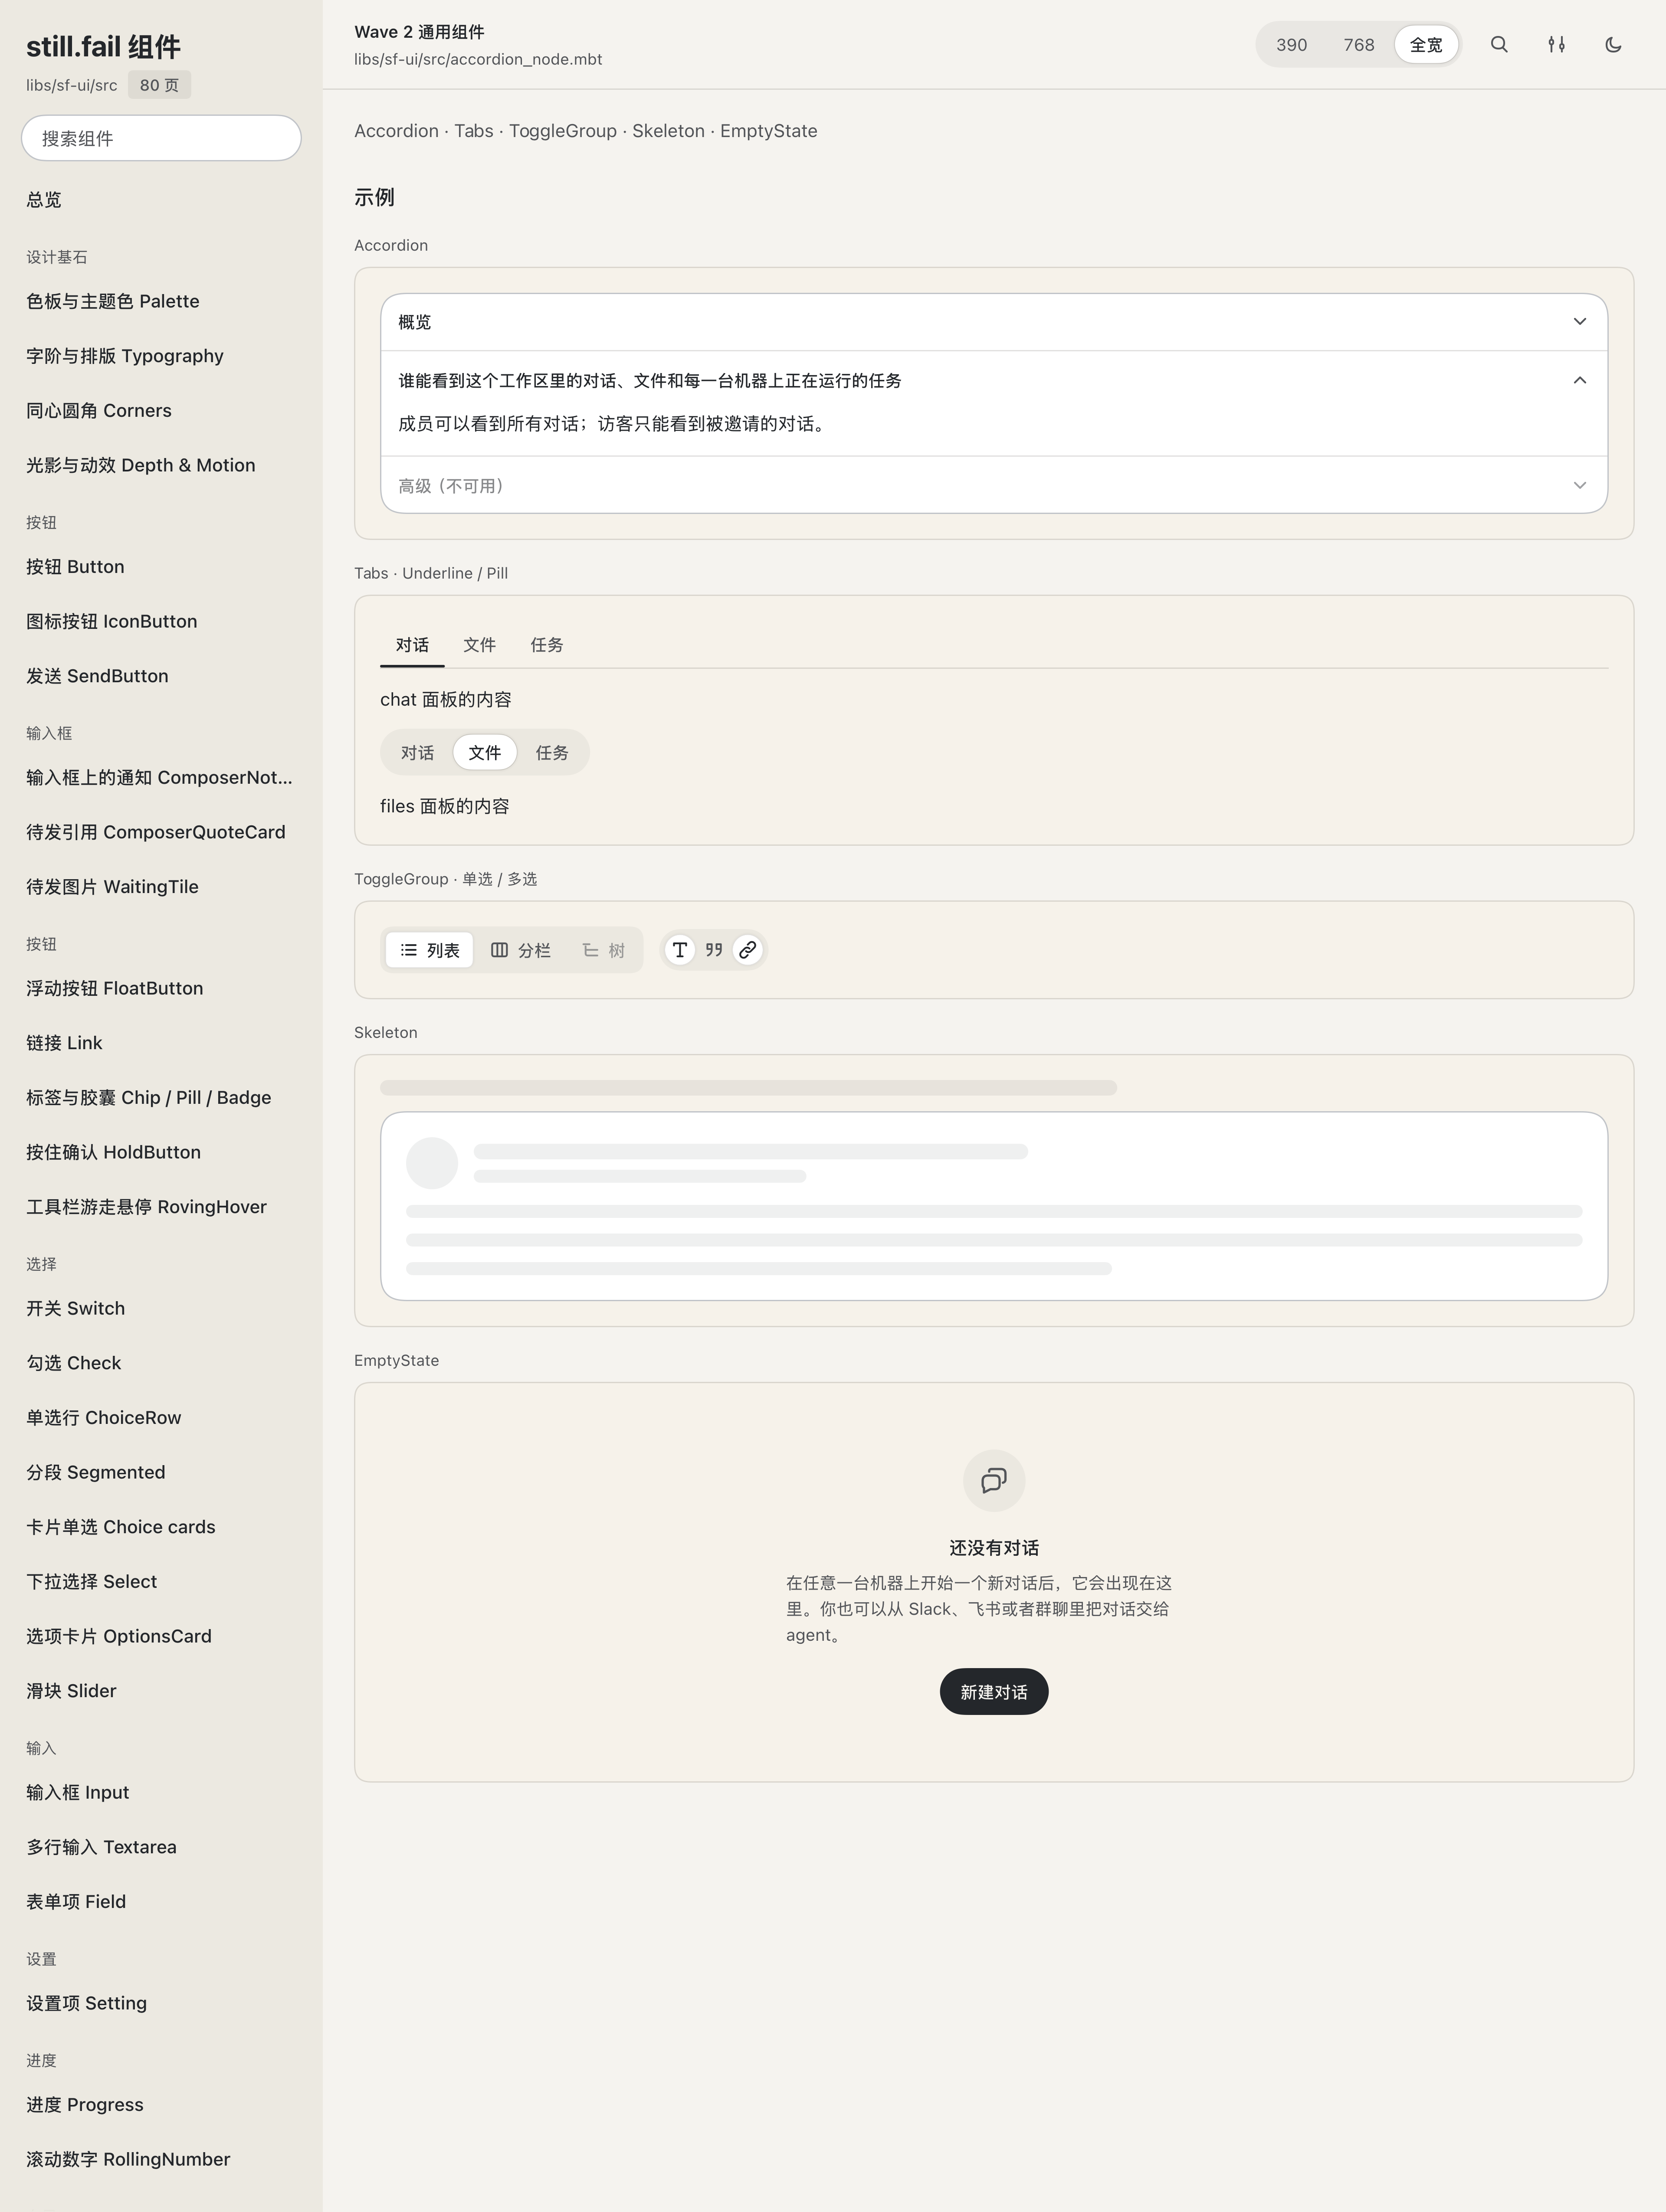 still.fail 组件
libs/sf-ui/src 80 页
搜索组件
总览
设计基石
色板与主题色 Palette
字阶与排版 Typography
同心圆角 Corners
光影与动效 Depth & Motion
按钮
按钮 Button
图标按钮 IconButton
发送 SendButton
输入框
输入框上的通知 ComposerNot...
待发引用 ComposerQuoteCard
待发图片 WaitingTile
按钮
浮动按钮 FloatButton
链接 Link
标签与胶囊 Chip / Pill / Badge
按住确认 HoldButton
工具栏游走悬停 RovingHover
选择
开关 Switch
勾选 Check
单选行 ChoiceRow
分段 Segmented
卡片单选 Choice cards
下拉选择 Select
选项卡片 OptionsCard
滑块 Slider
输入
输入框 Input
多行输入 Textarea
表单项 Field
设置
设置项 Setting
进度
进度 Progress
滚动数字 RollingNumber
Wave 2 通用组件
libs/sf-ui/src/accordion_node.mbt
390 768 全宽
Accordion · Tabs · ToggleGroup · Skeleton · EmptyState
示例
Accordion
概览
谁能看到这个工作区里的对话、文件和每一台机器上正在运行的任务
成员可以看到所有对话；访客只能看到被邀请的对话。
高级（不可用）
Tabs · Underline / Pill
对话 文件 任务
chat 面板的内容
对话 文件 任务
files 面板的内容
ToggleGroup · 单选 / 多选
列表 分栏 树
Skeleton
EmptyState
还没有对话
在任意一台机器上开始一个新对话后，它会出现在这
里。你也可以从 Slack、飞书或者群聊里把对话交给
agent。
新建对话